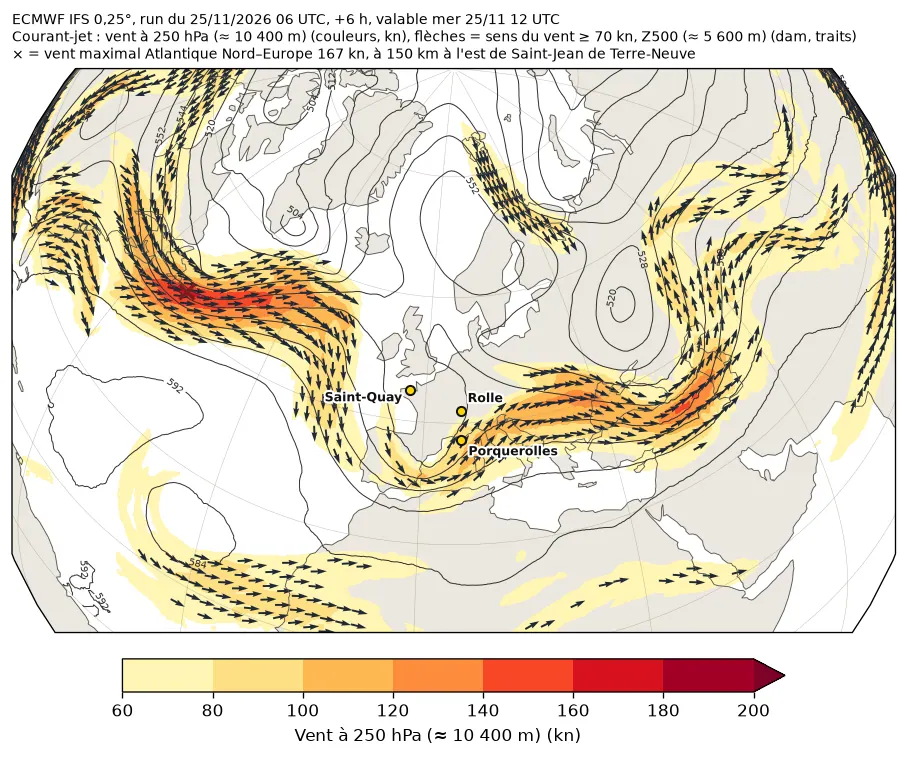 ECMWF IFS 0,25°, run du 25/11/2026 06 UTC, +6 h, valable mer 25/11 12 UTC
Courant-jet : vent à 250 hPa (≈ 10 400 m) (couleurs, kn), flèches = sens du vent ≥ 70 kn, Z500 (≈ 5 600 m) (dam, traits)
× = vent maximal Atlantique Nord–Europe 167 kn, à 150 km à l'est de Saint-Jean de Terre-Neuve
512
504
544
520
552
552
504
528
520
592
Saint-Quay
Rolle
Porquerolles
584
592
592
60 80 100 120 140 160 180 200
Vent à 250 hPa (≈ 10 400 m) (kn)